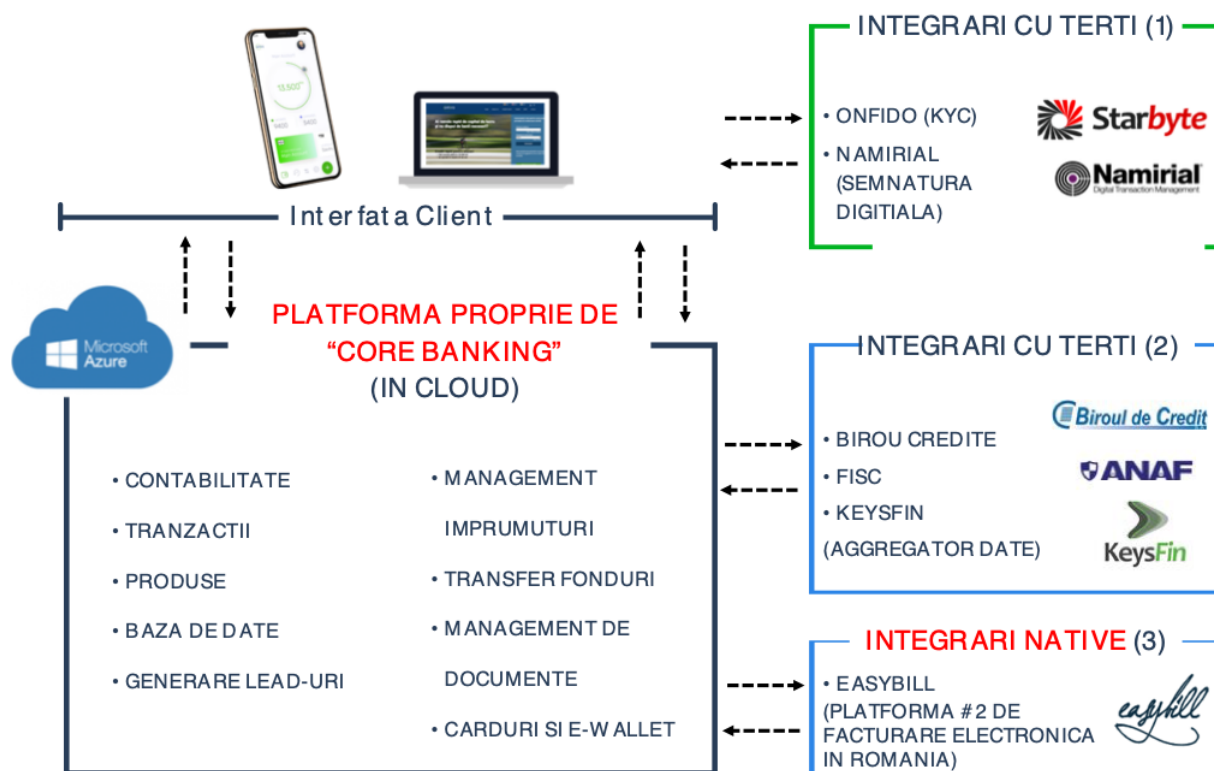 13,500
Interfata Client
Microsoft
Azure
PLATFORMA PROPRIE DE
“CORE BANKING”
(IN CLOUD)
• CONTABILITATE
• TRANZACTII
• PRODUSE
• BAZA DE DATE
• GENERARE LEAD-URI
• MANAGEMENT
IMPRUMUTURI
• TRANSFER FONDURI
• MANAGEMENT DE
DOCUMENTE
• CARDURI SI E-WALLET
INTEGRARI CU TERTI (1)
• ONFIDO (KYC)
• NAMIRIAL
(SEMNATURA
DIGITIALA)
Starbyte
Namirial
Digital Transaction Management
INTEGRARI CU TERTI (2)
• BIROU CREDITE
• FISC
• KEYSFIN
(AGGREGATOR DATE)
Biroul de Credit
ANAF
KeysFin
INTEGRARI NATIVE (3)
• EASYBILL
(PLATFORMA #2 DE
FACTURARE ELECTRONICA
IN ROMANIA)
easybill